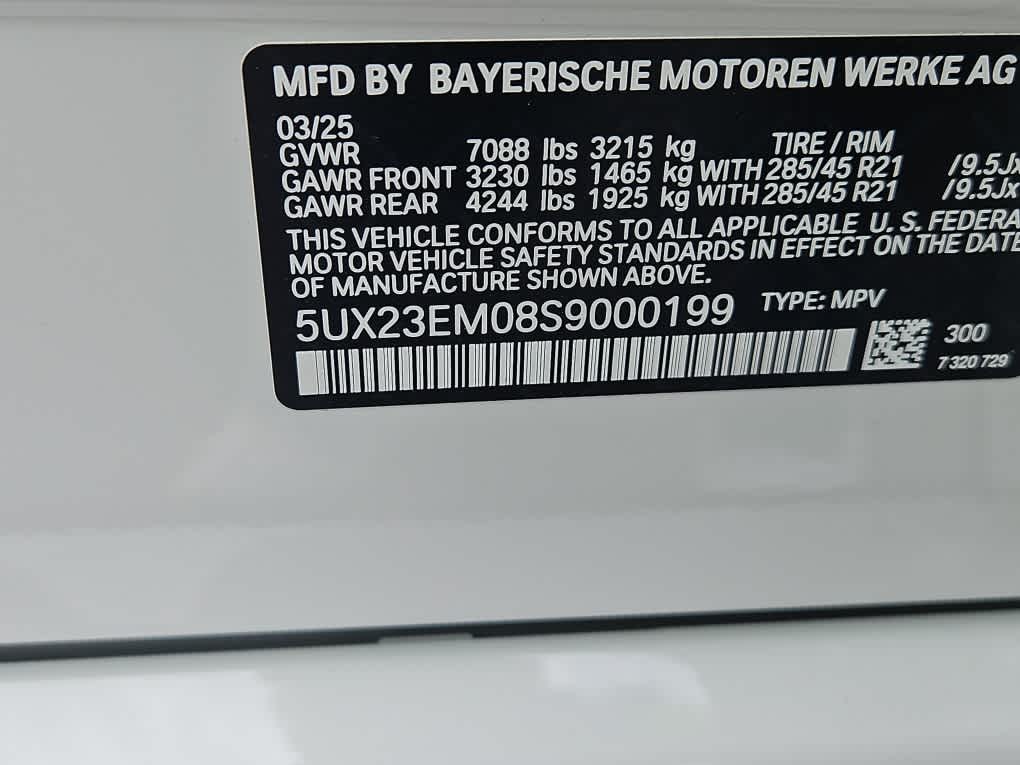 MFD BY BAYERISCHE MOTOREN WERKE AG
03/25
GVWR 7088 lbs 3215 kg TIRE / RIM
GAWR FRONT 3230 lbs 1465 kg WITH 285/45 R21 /9.5Jx
GAWR REAR 4244 lbs 1925 kg WITH 285/45 R21 /9.5Jx
THIS VEHICLE CONFORMS TO ALL APPLICABLE U. S. FEDERA
MOTOR VEHICLE SAFETY STANDARDS IN EFFECT ON THE DATE
OF MANUFACTURE SHOWN ABOVE.
5UX23EM08S9000199 TYPE: MPV
300
7 320 729